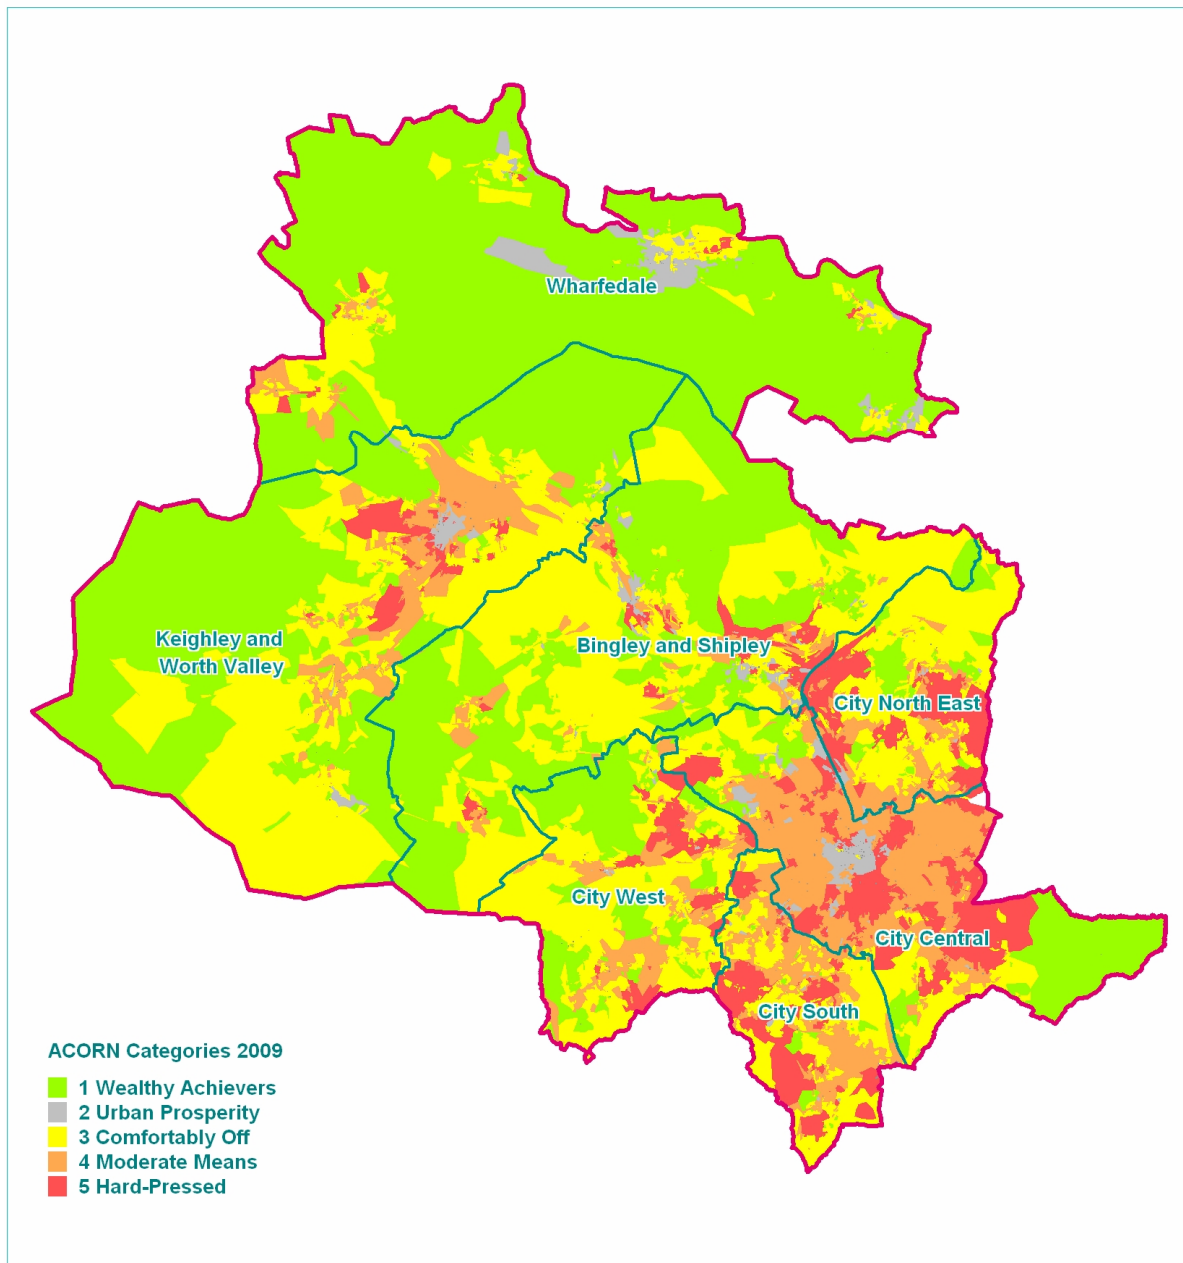 Wharfedale
Keighley and
Worth Valley
Bingley and Shipley
City North East
City West
City Central
City South
ACORN Categories 2009
1 Wealthy Achievers
2 Urban Prosperity
3 Comfortably Off
4 Moderate Means
5 Hard-Pressed